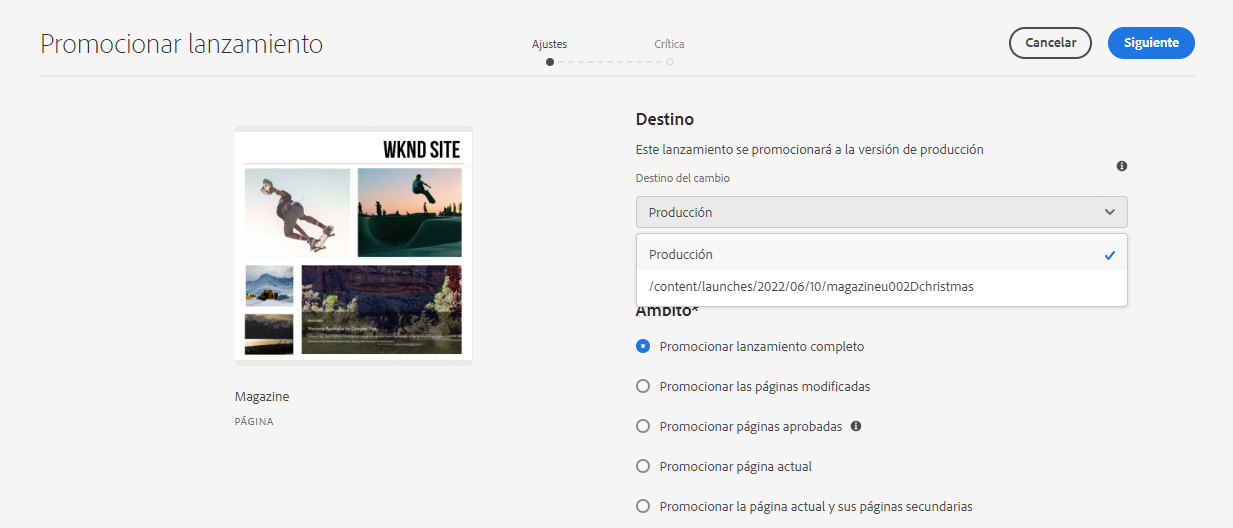 Promocionar lanzamiento
Ajustes
Crítica
Cancelar
Siguiente
WKND SITE
Magazine
PÁGINA
Destino
Este lanzamiento se promocionará a la versión de producción
Destino del cambio
Producción
Producción
/content/launches/2022/06/10/magazineu002Dchristmas
Ámbito*
Promocionar lanzamiento completo
Promocionar las páginas modificadas
Promocionar páginas aprobadas
Promocionar página actual
Promocionar la página actual y sus páginas secundarias